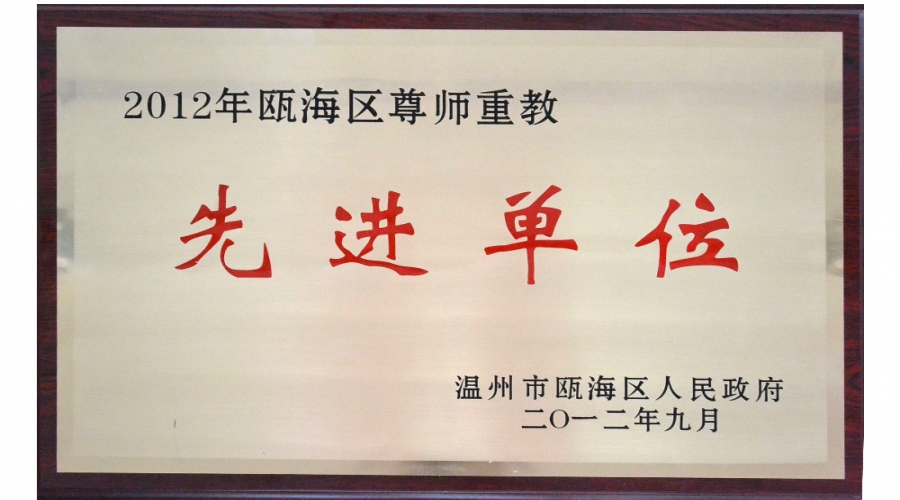 2012年瓯海区尊师重教
先进单位
温州市瓯海区人民政府
二〇一二年九月